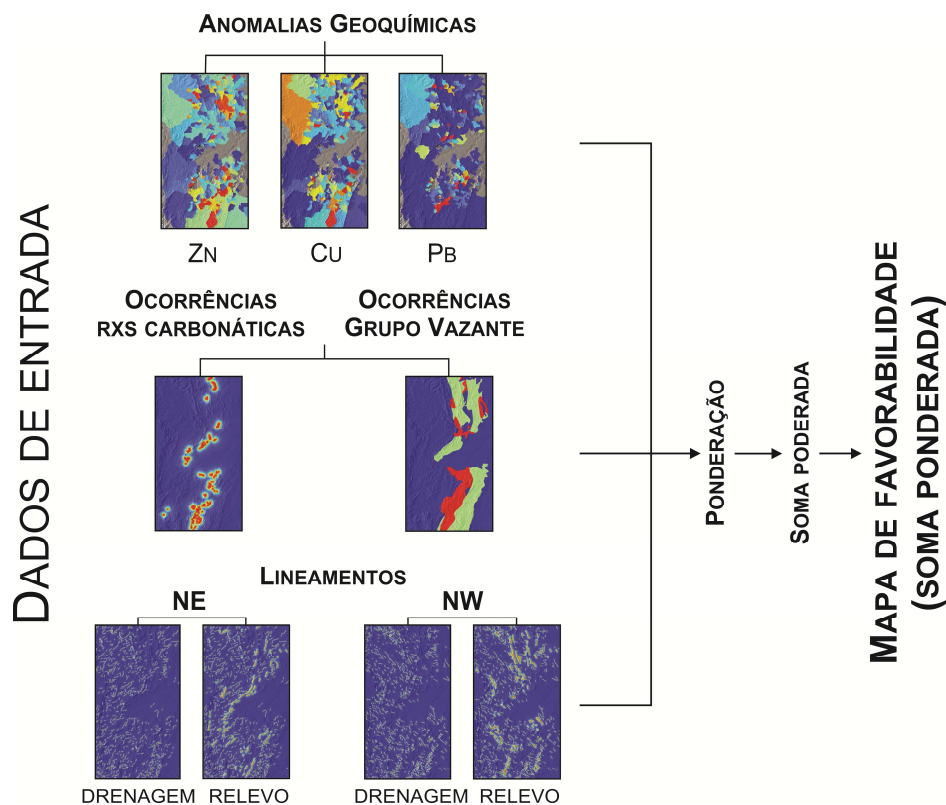 DADOS DE ENTRADA
ANOMALIAS GEOQUÍMICAS
ZN CU PB
OCORRÊNCIAS
RXS CARBONÁTICAS
OCORRÊNCIAS
GRUPO VAZANTE
LINEAMENTOS
NE NW
DRENAGEM RELEVO DRENAGEM RELEVO
PONDERAÇÃO
SOMA PODERADA
MAPA DE FAVORABILIDADE
(SOMA PONDERADA)